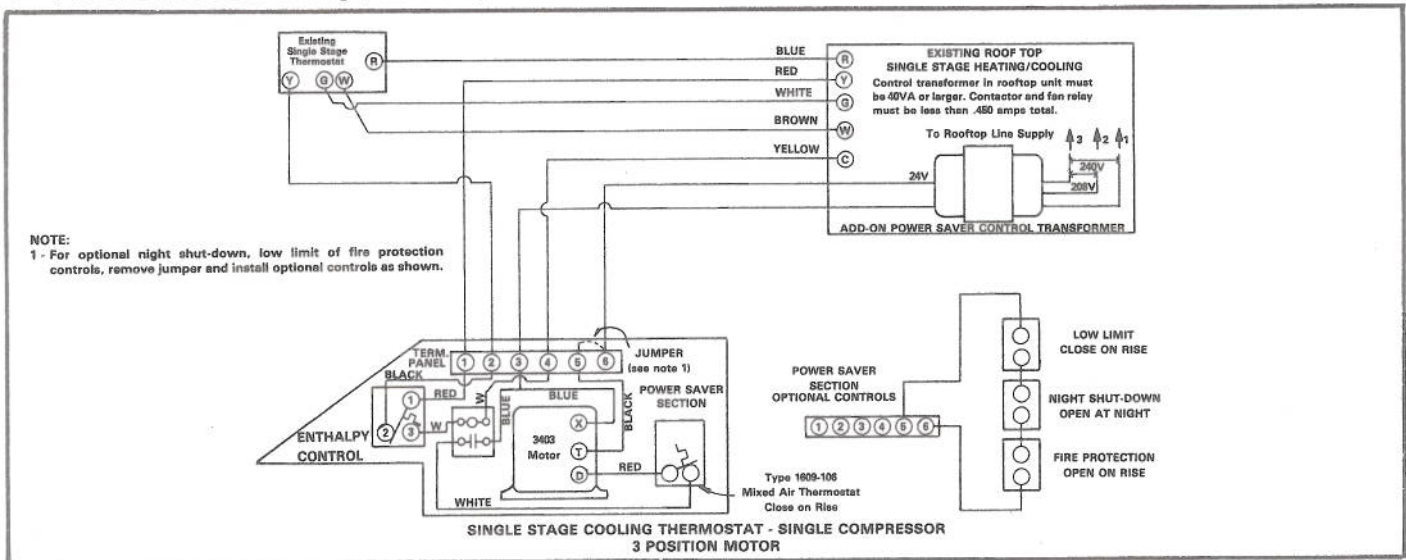 Existing
Single Stage
Thermostat
R
Y G W
BLUE
RED
WHITE
BROWN
YELLOW
R
Y
G
W
C
EXISTING ROOF TOP
SINGLE STAGE HEATING/COOLING
Control transformer in rooftop unit must
be 40VA or larger. Contactor and fan relay
must be less than .450 amps total.
To Rooftop Line Supply
3 2 1
240V
208V
24V
ADD-ON POWER SAVER CONTROL TRANSFORMER
NOTE:
1 - For optional night shut-down, low limit of fire protection
controls, remove jumper and install optional controls as shown.
TERM.
PANEL
1 2 3 4 5 6
JUMPER
(see note 1)
BLACK
RED
W
BLUE
BLUE
BLACK
POWER SAVER
SECTION
1
2
3
W
ENTHALPY
CONTROL
3403
Motor
X
T
D
RED
WHITE
Type 1609-106
Mixed Air Thermostat
Close on Rise
POWER SAVER
SECTION
OPTIONAL CONTROLS
1 2 3 4 5 6
LOW LIMIT
CLOSE ON RISE
NIGHT SHUT-DOWN
OPEN AT NIGHT
FIRE PROTECTION
OPEN ON RISE
SINGLE STAGE COOLING THERMOSTAT - SINGLE COMPRESSOR
3 POSITION MOTOR